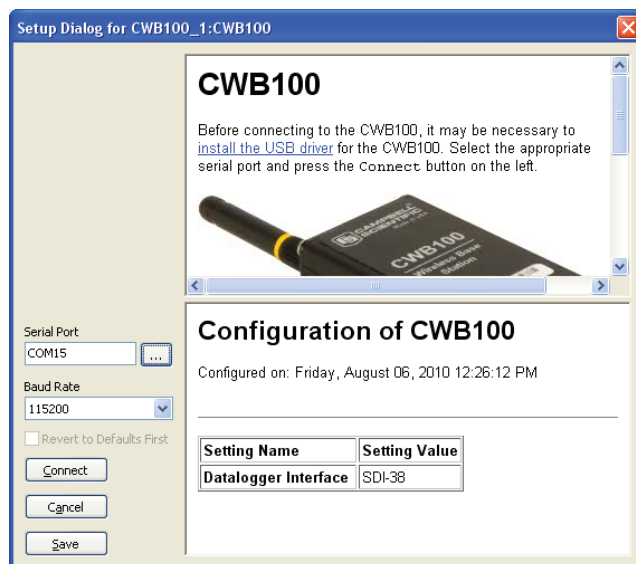 Setup Dialog for CWB100_1:CWB100
CWB100
Before connecting to the CWB100, it may be necessary to
install the USB driver for the CWB100. Select the appropriate
serial port and press the Connect button on the left.
CAMPBELL
SCIENTIFIC
CWB100
Wireless Base
Station
Serial Port
COM15
...
Baud Rate
115200
Revert to Defaults First
Connect
Cancel
Save
Configuration of CWB100
Configured on: Friday, August 06, 2010 12:26:12 PM
Setting Name Setting Value
Datalogger Interface SDI-38